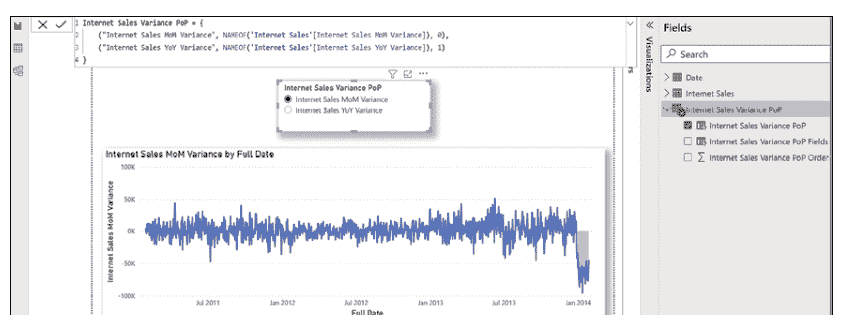 1 Internet Sales Variance PoP = {
2 ("Internet Sales MoM Variance", NAMEOF('Internet Sales'[Internet Sales MoM Variance]), 0),
3 ("Internet Sales YoY Variance", NAMEOF('Internet Sales'[Internet Sales YoY Variance]), 1)
4 }
Internet Sales Variance PoP
Internet Sales MoM Variance
Internet Sales YoY Variance
Internet Sales MoM Variance by Full Date
Internet Sales MoM Variance
100K
50K
0K
-50K
-100K
Jul 2011 Jan 2012 Jul 2012 Jan 2013 Jul 2013 Jan 2014
Full Date
Visualizations
Fields
Search
Date
Internet Sales
Internet Sales Variance PoP
Internet Sales Variance PoP
Internet Sales Variance PoP Fields
Internet Sales Variance PoP Order